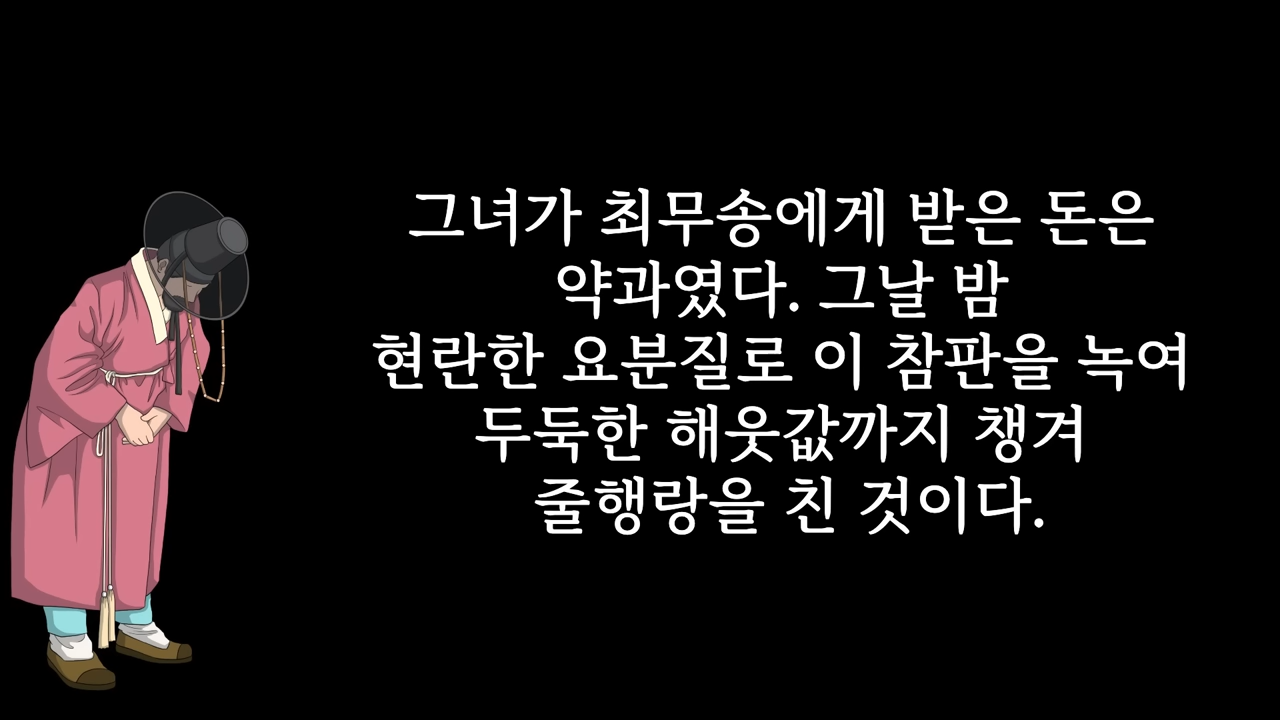 그녀가 최무송에게 받은 돈은
약과였다. 그날 밤
현란한 요분질로 이 참판을 녹여
두둑한 해웃값까지 챙겨
줄행랑을 친 것이다.